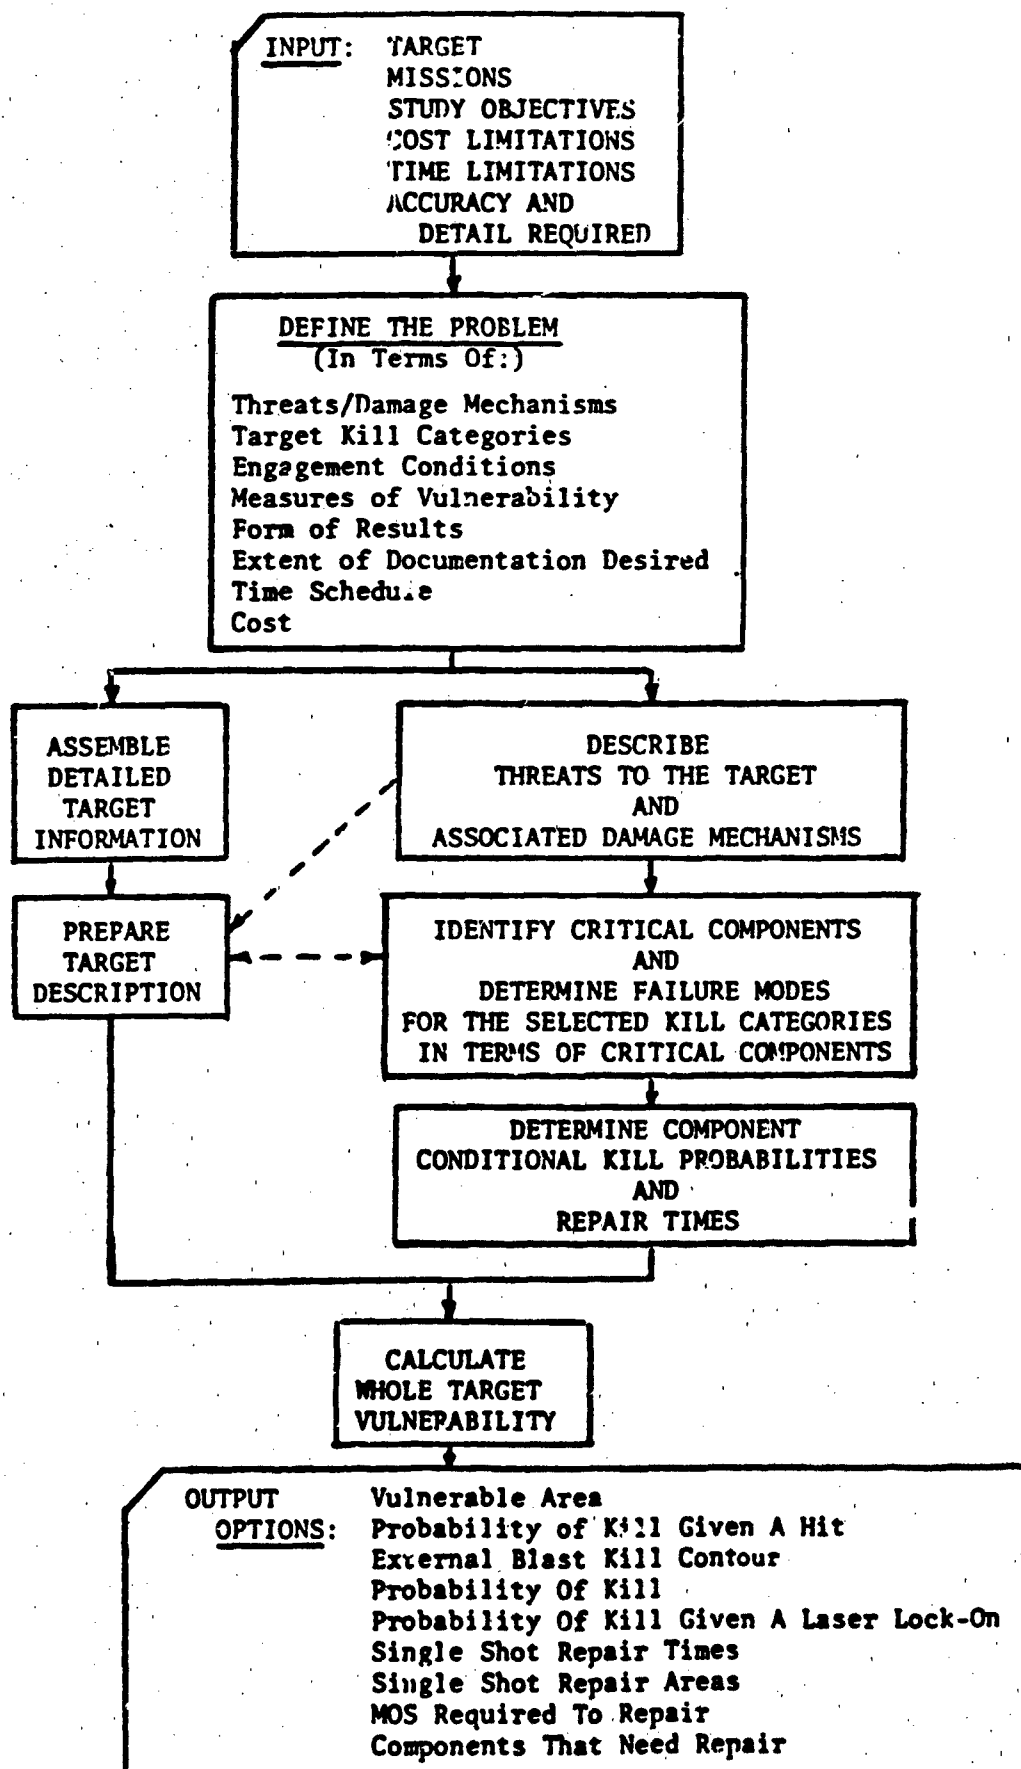 INPUT: TARGET
MISSIONS
STUDY OBJECTIVES
COST LIMITATIONS
TIME LIMITATIONS
ACCURACY AND
DETAIL REQUIRED
DEFINE THE PROBLEM
(In Terms Of:)
Threats/Damage Mechanisms
Target Kill Categories
Engagement Conditions
Measures of Vulnerability
Form of Results
Extent of Documentation Desired
Time Schedule
Cost
ASSEMBLE
DETAILED
TARGET
INFORMATION
DESCRIBE
THREATS TO THE TARGET
AND
ASSOCIATED DAMAGE MECHANISMS
PREPARE
TARGET
DESCRIPTION
IDENTIFY CRITICAL COMPONENTS
AND
DETERMINE FAILURE MODES
FOR THE SELECTED KILL CATEGORIES
IN TERMS OF CRITICAL COMPONENTS
DETERMINE COMPONENT
CONDITIONAL KILL PROBABILITIES
AND
REPAIR TIMES
CALCULATE
WHOLE TARGET
VULNEPABILITY
OUTPUT Vulnerable Area
OPTIONS: Probability of Kill Given A Hit
External Blast Kill Contour
Probability Of Kill
Probability Of Kill Given A Laser Lock-On
Single Shot Repair Times
Single Shot Repair Areas
MOS Required To Repair
Components That Need Repair